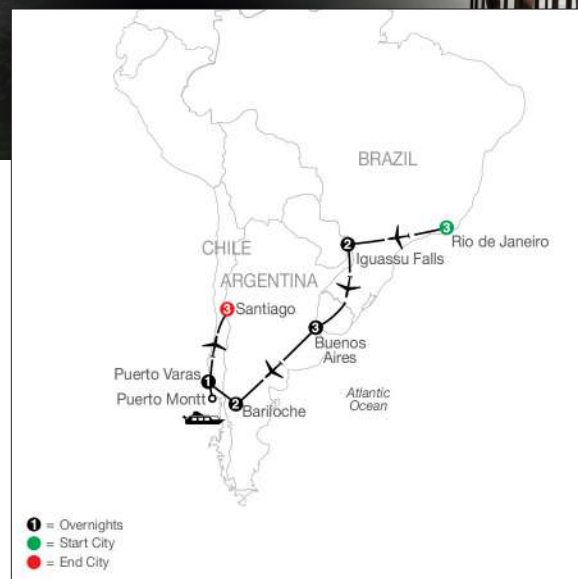 BRAZIL
3
Rio de Janeiro
2
Iguassu Falls
CHILE
ARGENTINA
3 Santiago
3
Buenos
Aires
Puerto Varas 1
Puerto Montt
2
Bariloche
Atlantic
Ocean
1 = Overnights
= Start City
= End City